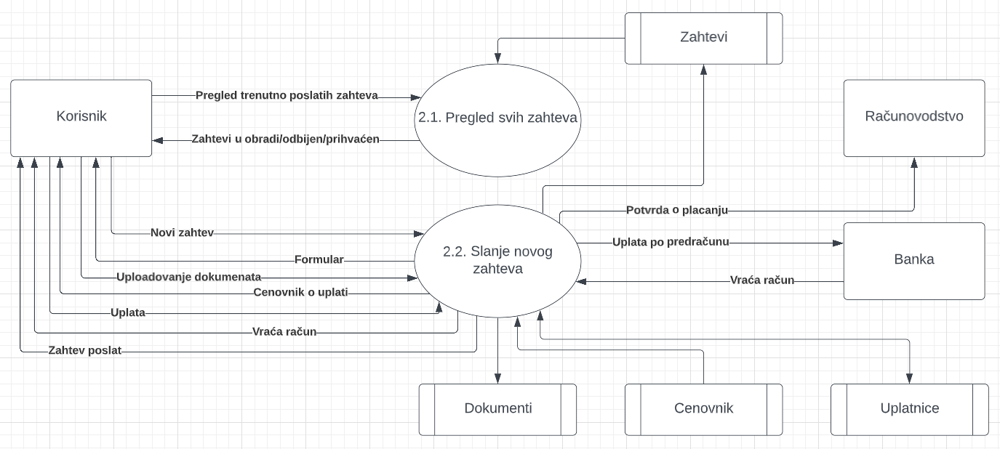 Zahtevi
Korisnik
Pregled trenutno poslatih zahteva
2.1. Pregled svih zahteva
Računovodstvo
Zahtevi u obradi/odbijen/prihvaćen
Potvrda o placanju
Novi zahtev
Uplata po predračunu
2.2. Slanje novog
zahteva
Banka
Formular
Uploadovanje dokumenata
Vraća račun
Cenovnik o uplati
Uplata
Vraća račun
Zahtev poslat
Dokumenti
Cenovnik
Uplatnice